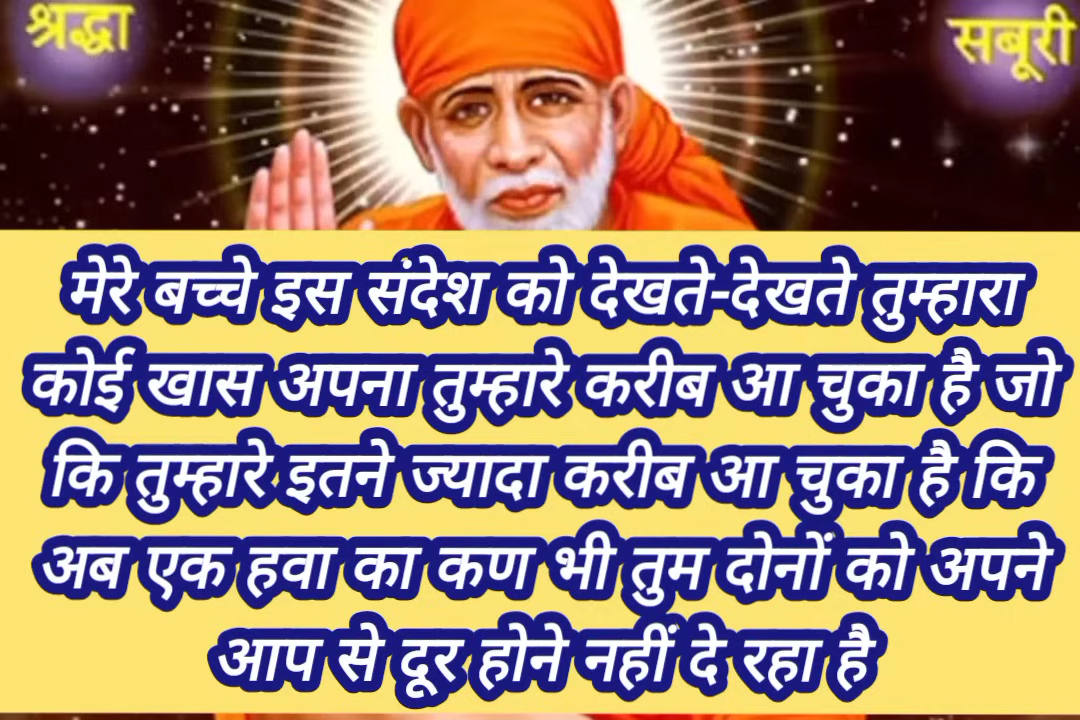 श्रद्धा
सबूरी
मेरे बच्चे इस संदेश को देखते-देखते तुम्हारा
कोई खास अपना तुम्हारे करीब आ चुका है जो
कि तुम्हारे इतने ज्यादा करीब आ चुका है कि
अब एक हवा का कण भी तुम दोनों को अपने
आप से दूर होने नहीं दे रहा है